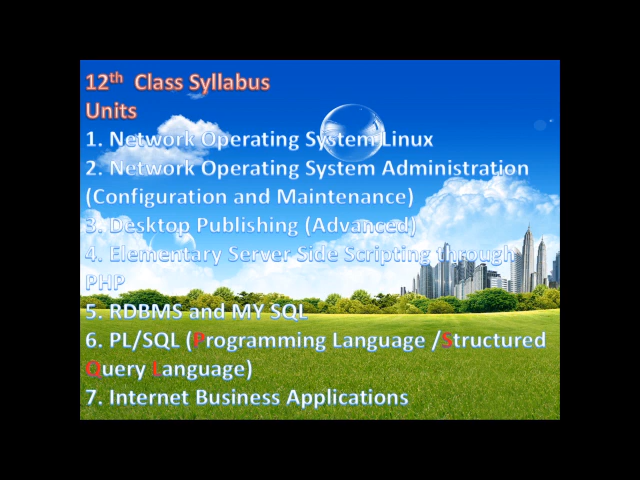 12th Class Syllabus
Units
1. Network Operating System Linux
2. Network Operating System Administration
(Configuration and Maintenance)
3. Desktop Publishing (Advanced)
4. Elementary Server Side Scripting through
PHP
5. RDBMS and MY SQL
6. PL/SQL (Programming Language /Structured
Query Language)
7. Internet Business Applications